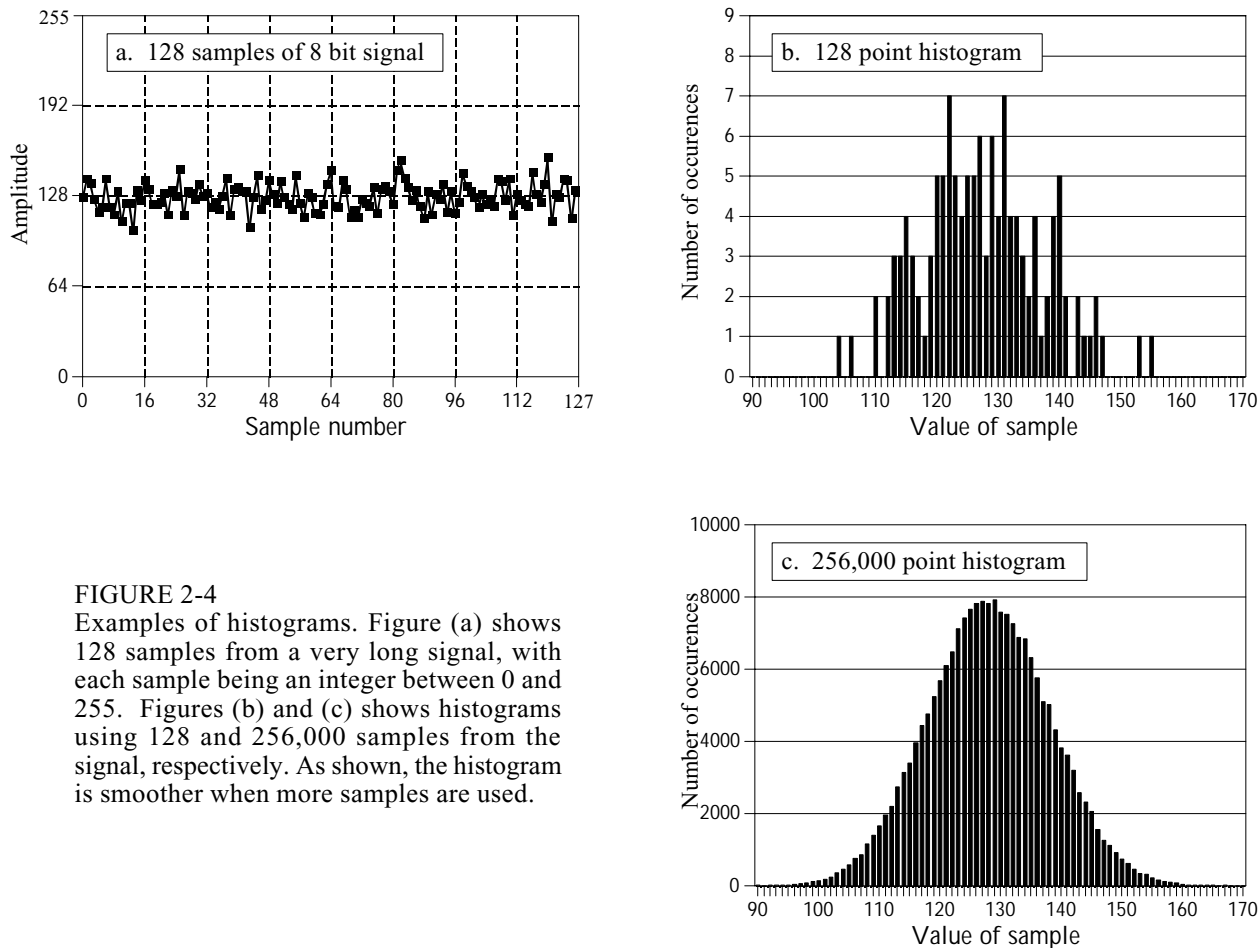 255
192
128
64
0
Amplitude
a. 128 samples of 8 bit signal
0 16 32 48 64 80 96 112 127
Sample number
9
8
7
6
5
4
3
2
1
0
Number of occurences
b. 128 point histogram
90 100 110 120 130 140 150 160 170
Value of sample
FIGURE 2-4
Examples of histograms. Figure (a) shows
128 samples from a very long signal, with
each sample being an integer between 0 and
255. Figures (b) and (c) shows histograms
using 128 and 256,000 samples from the
signal, respectively. As shown, the histogram
is smoother when more samples are used.
10000
8000
6000
4000
2000
0
Number of occurences
c. 256,000 point histogram
90 100 110 120 130 140 150 160 170
Value of sample